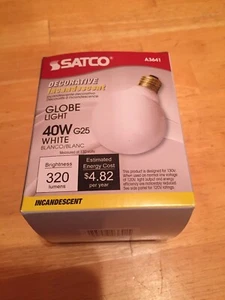 SATCO
A3641
DECORATIVE
Incandescent
GLOBE
LIGHT
40W G25
WHITE
BLANCO/BLANC
Brightness
320
lumens
Estimated
Energy Cost
$4.82
per year
INCANDESCENT